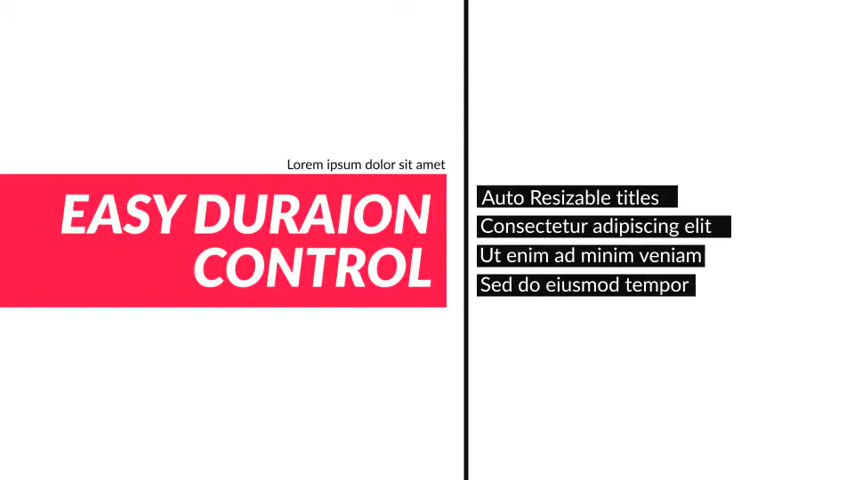 Lorem ipsum dolor sit amet
EASY DURAION
CONTROL
Auto Resizable titles
Consectetur adipiscing elit
Ut enim ad minim veniam
Sed do eiusmod tempor